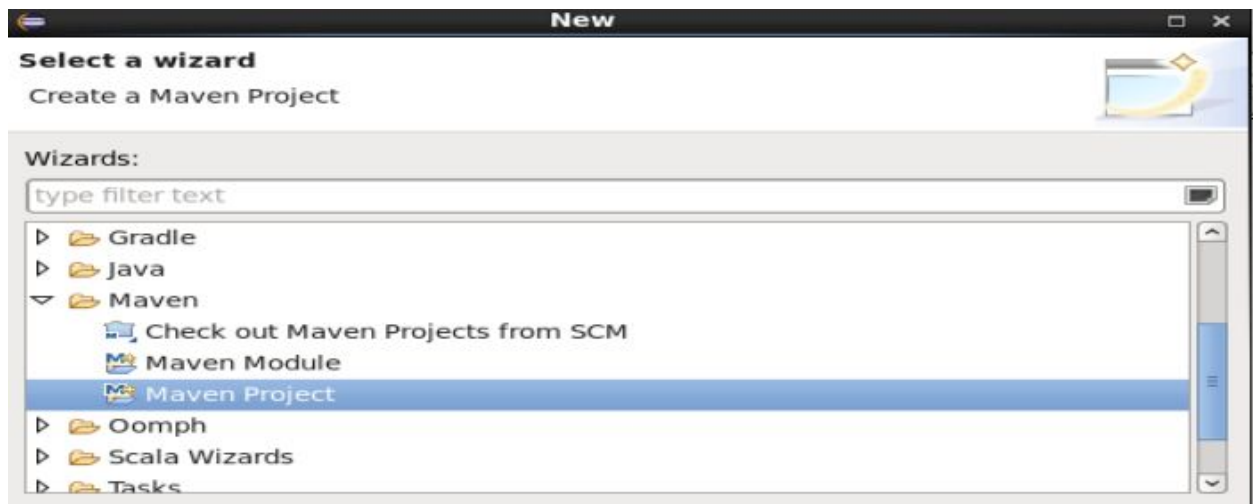 New
Select a wizard
Create a Maven Project
Wizards:
type filter text
Gradle
Java
Maven
Check out Maven Projects from SCM
Maven Module
Maven Project
Oomph
Scala Wizards
Tasks